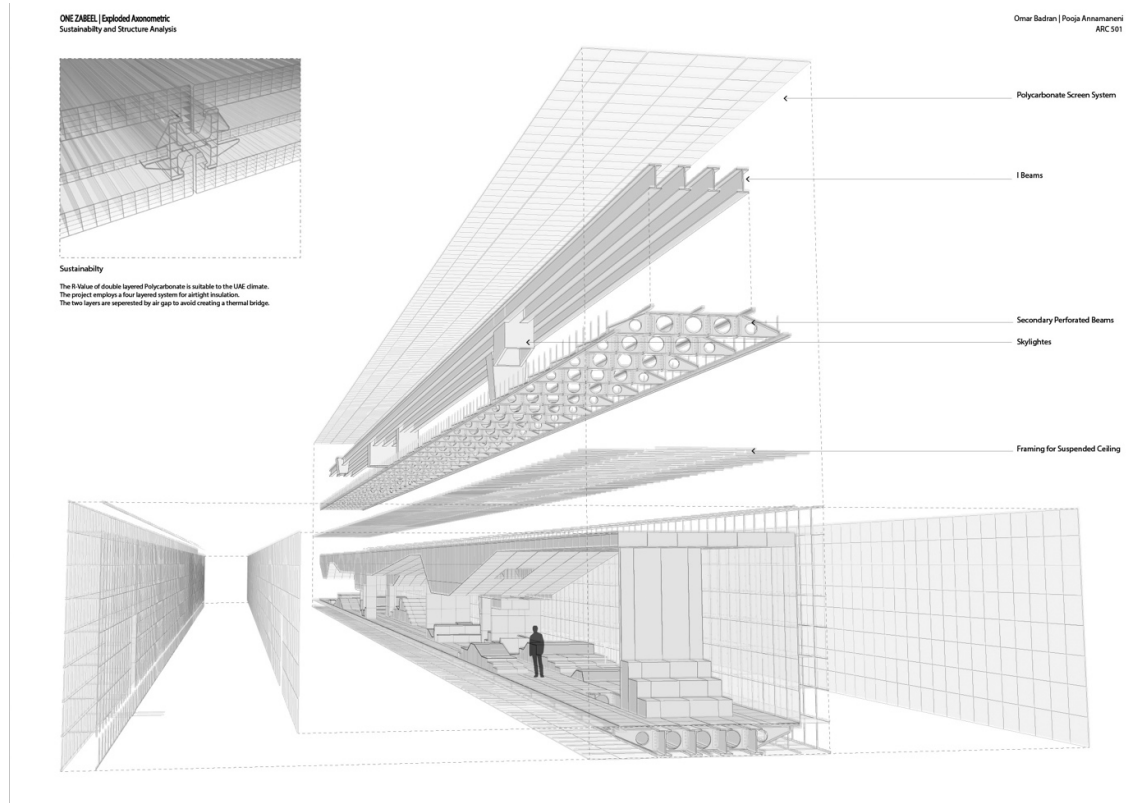 ONE ZABEEL | Exploded Axonometric
Sustainabilty and Structure Analysis
Omar Badran | Pooja Annamaneni
ARC 501
Polycarbonate Screen System
I Beams
Secondary Perforated Beams
Skylightes
Framing for Suspended Ceiling
Sustainabilty
The R-Value of double layered Polycarbonate is suitable to the UAE climate.
The project employs a four layered system for airtight insulation.
The two layers are seperested by air gap to avoid creating a thermal bridge.